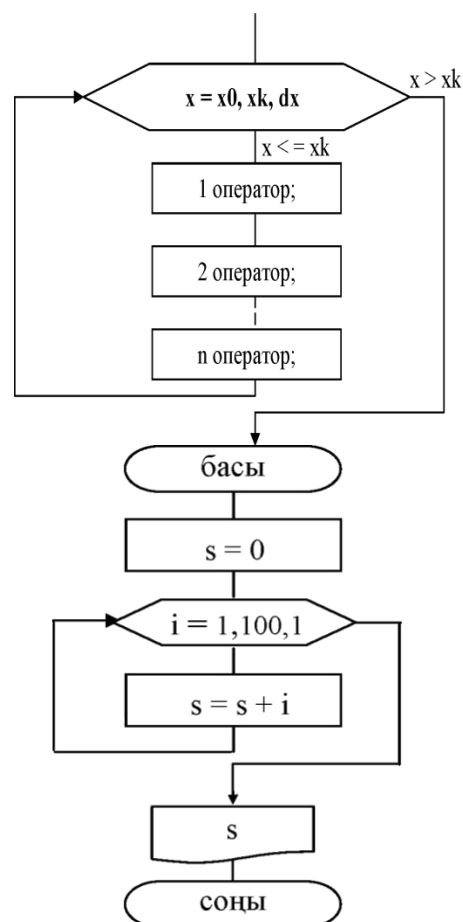 x = x0, xk, dx
x > xk
x < = xk
1 оператор;
2 оператор;
n оператор;
басы
s = 0
i = 1,100,1
s = s + i
s
соңы